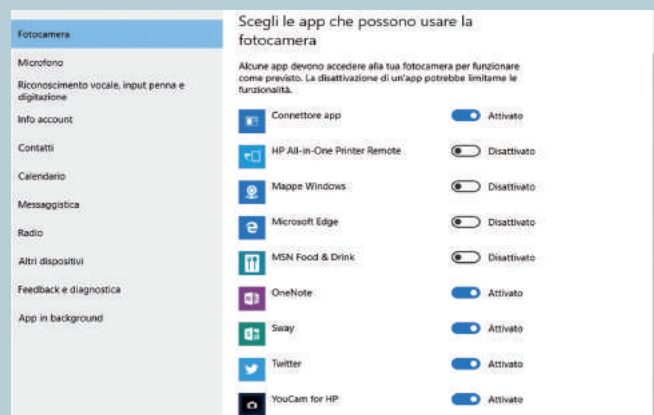 Fotocamera
Microfono
Riconoscimento vocale, input penna e
digitazione
Info account
Contatti
Calendario
Messaggistica
Radio
Altri dispositivi
Feedback e diagnostica
App in background
Scegli le app che possono usare la
fotocamera
Alcune app devono accedere alla tua fotocamera per funzionare
come previsto. La disattivazione di un'app potrebbe limitarne le
funzionalità.
Connettore app Attivato
HP All-in-One Printer Remote Disattivato
Mappe Windows Disattivato
Microsoft Edge Disattivato
MSN Food & Drink Disattivato
OneNote Attivato
Sway Attivato
Twitter Attivato
YouCam for HP Attivato